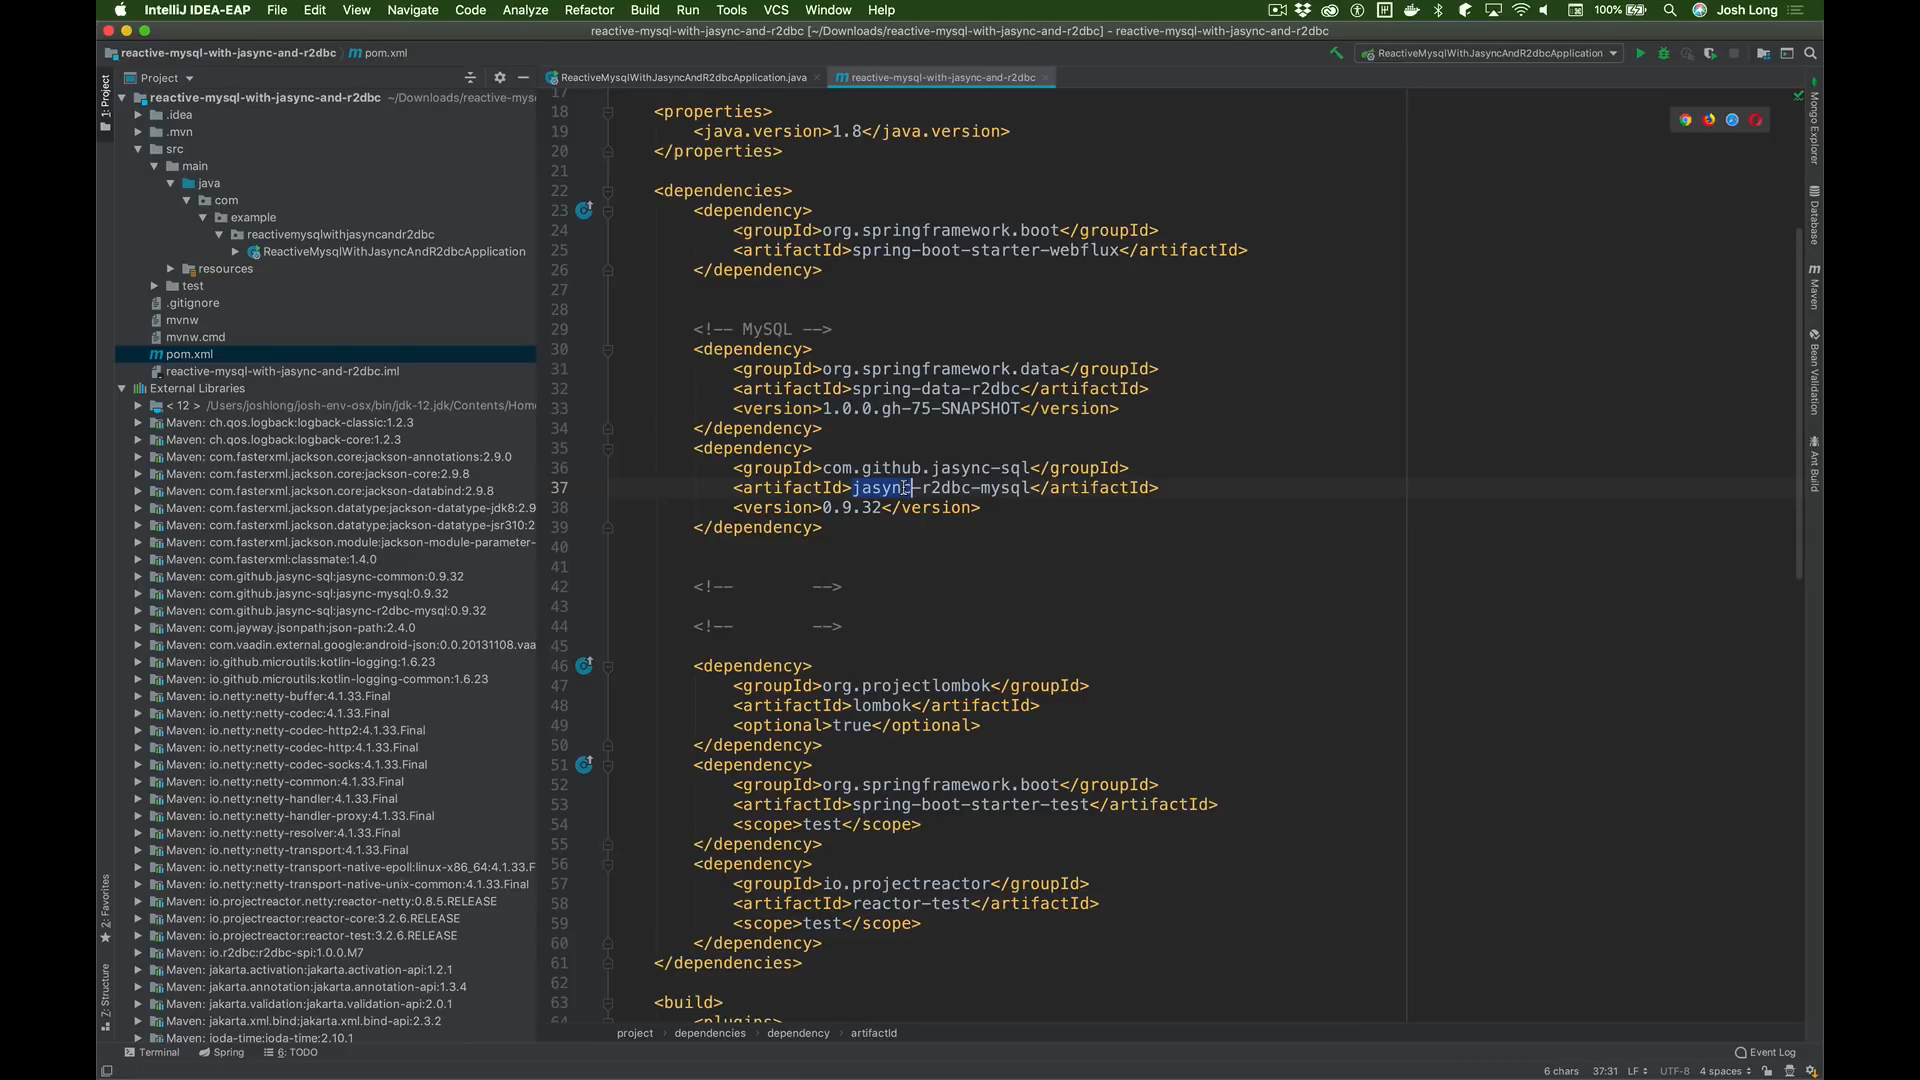 IntelliJ IDEA-EAP File Edit View Navigate Code Analyze Refactor Build Run Tools VCS Window Help 100% Josh Long
reactive-mysql-with-jasync-and-r2dbc [~/Downloads/reactive-mysql-with-jasync-and-r2dbc] - reactive-mysql-with-jasync-and-r2dbc
reactive-mysql-with-jasync-and-r2dbc pom.xml ReactiveMysqlWithJasyncAndR2dbcApplication
Project ReactiveMysqlWithJasyncAndR2dbcApplication.java reactive-mysql-with-jasync-and-r2dbc
1: Project
2: Favorites
7: Structure
reactive-mysql-with-jasync-and-r2dbc ~/Downloads/reactive-mys
.idea
.mvn
src
main
java
com
example
reactivemysqlwithjasyncandr2dbc
ReactiveMysqlWithJasyncAndR2dbcApplication
resources
test
.gitignore
mvnw
mvnw.cmd
pom.xml
reactive-mysql-with-jasync-and-r2dbc.iml
External Libraries
< 12 > /Users/joshlong/josh-env-osx/bin/jdk-12.jdk/Contents/Home
Maven: ch.qos.logback:logback-classic:1.2.3
Maven: ch.qos.logback:logback-core:1.2.3
Maven: com.fasterxml.jackson.core:jackson-annotations:2.9.0
Maven: com.fasterxml.jackson.core:jackson-core:2.9.8
Maven: com.fasterxml.jackson.core:jackson-databind:2.9.8
Maven: com.fasterxml.jackson.datatype:jackson-datatype-jdk8:2.9
Maven: com.fasterxml.jackson.datatype:jackson-datatype-jsr310:2
Maven: com.fasterxml.jackson.module:jackson-module-parameter-
Maven: com.fasterxml:classmate:1.4.0
Maven: com.github.jasync-sql:jasync-common:0.9.32
Maven: com.github.jasync-sql:jasync-mysql:0.9.32
Maven: com.github.jasync-sql:jasync-r2dbc-mysql:0.9.32
Maven: com.jayway.jsonpath:json-path:2.4.0
Maven: com.vaadin.external.google:android-json:0.0.20131108.vaa
Maven: io.github.microutils:kotlin-logging:1.6.23
Maven: io.github.microutils:kotlin-logging-common:1.6.23
Maven: io.netty:netty-buffer:4.1.33.Final
Maven: io.netty:netty-codec:4.1.33.Final
Maven: io.netty:netty-codec-http2:4.1.33.Final
Maven: io.netty:netty-codec-http:4.1.33.Final
Maven: io.netty:netty-codec-socks:4.1.33.Final
Maven: io.netty:netty-common:4.1.33.Final
Maven: io.netty:netty-handler:4.1.33.Final
Maven: io.netty:netty-handler-proxy:4.1.33.Final
Maven: io.netty:netty-resolver:4.1.33.Final
Maven: io.netty:netty-transport:4.1.33.Final
Maven: io.netty:netty-transport-native-epoll:linux-x86_64:4.1.33.F
Maven: io.netty:netty-transport-native-unix-common:4.1.33.Final
Maven: io.projectreactor.netty:reactor-netty:0.8.5.RELEASE
Maven: io.projectreactor:reactor-core:3.2.6.RELEASE
Maven: io.projectreactor:reactor-test:3.2.6.RELEASE
Maven: io.r2dbc:r2dbc-spi:1.0.0.M7
Maven: jakarta.activation:jakarta.activation-api:1.2.1
Maven: jakarta.annotation:jakarta.annotation-api:1.3.4
Maven: jakarta.validation:jakarta.validation-api:2.0.1
Maven: jakarta.xml.bind:jakarta.xml.bind-api:2.3.2
Maven: joda-time:joda-time:2.10.1
17
18 <properties>
19 <java.version>1.8</java.version>
20 </properties>
21
22 <dependencies>
23 <dependency>
24 <groupId>org.springframework.boot</groupId>
25 <artifactId>spring-boot-starter-webflux</artifactId>
26 </dependency>
27
28
29 <!-- MySQL -->
30 <dependency>
31 <groupId>org.springframework.data</groupId>
32 <artifactId>spring-data-r2dbc</artifactId>
33 <version>1.0.0.gh-75-SNAPSHOT</version>
34 </dependency>
35 <dependency>
36 <groupId>com.github.jasync-sql</groupId>
37 <artifactId>jasync-r2dbc-mysql</artifactId>
38 <version>0.9.32</version>
39 </dependency>
40
41
42 <!-- -->
43
44 <!-- -->
45
46 <dependency>
47 <groupId>org.projectlombok</groupId>
48 <artifactId>lombok</artifactId>
49 <optional>true</optional>
50 </dependency>
51 <dependency>
52 <groupId>org.springframework.boot</groupId>
53 <artifactId>spring-boot-starter-test</artifactId>
54 <scope>test</scope>
55 </dependency>
56 <dependency>
57 <groupId>io.projectreactor</groupId>
58 <artifactId>reactor-test</artifactId>
59 <scope>test</scope>
60 </dependency>
61 </dependencies>
62
63 <build>
64 <plugins>
Mongo Explorer
Database
Maven
Bean Validation
Ant Build
project dependencies dependency artifactId
Terminal Spring 6: TODO Event Log
6 chars 37:31 LF UTF-8 4 spaces